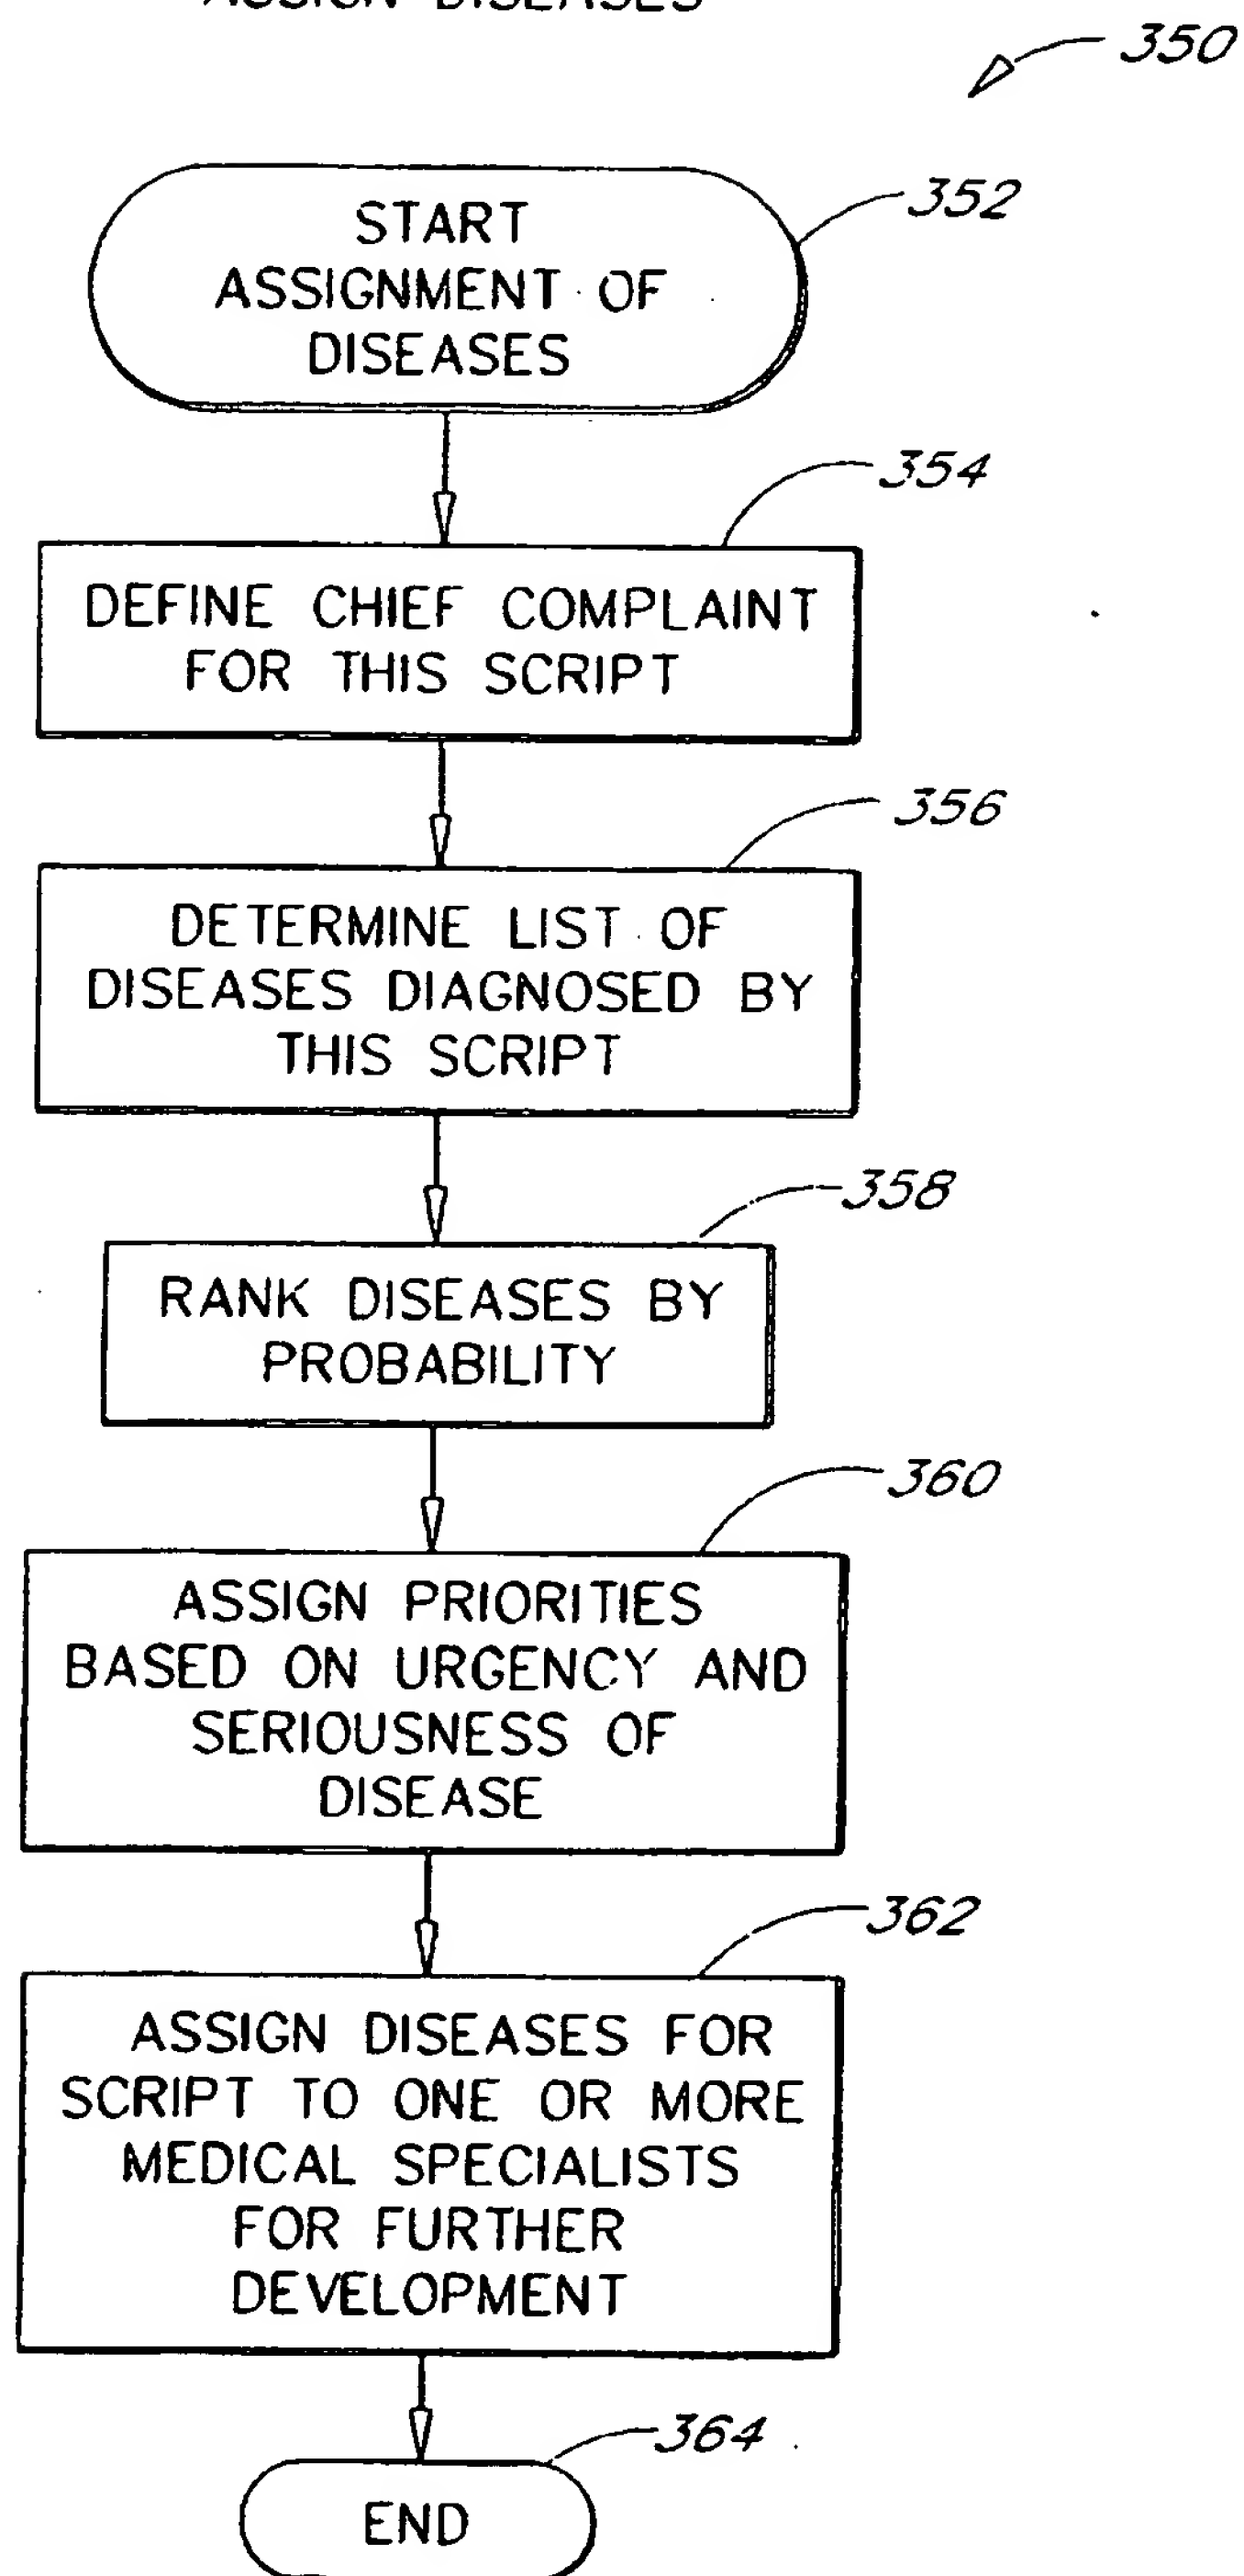 ASSIGN DISEASES
350
352
START
ASSIGNMENT OF
DISEASES
354
DEFINE CHIEF COMPLAINT
FOR THIS SCRIPT
356
DETERMINE LIST OF
DISEASES DIAGNOSED BY
THIS SCRIPT
358
RANK DISEASES BY
PROBABILITY
360
ASSIGN PRIORITIES
BASED ON URGENCY AND
SERIOUSNESS OF
DISEASE
362
ASSIGN DISEASES FOR
SCRIPT TO ONE OR MORE
MEDICAL SPECIALISTS
FOR FURTHER
DEVELOPMENT
364
END